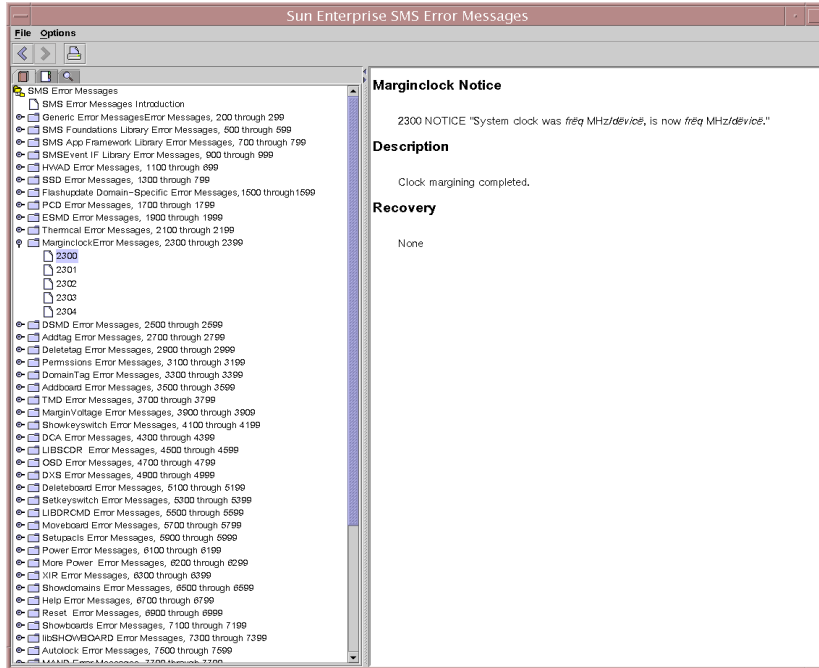 Sun Enterprise SMS Error Messages
File Options
SMS Error Messages
SMS Error Messages Introduction
Generic Error MessagesError Messages, 200 through 299
SMS Foundations Library Error Messages, 500 through 599
SMS App Framework Library Error Messages, 700 through 799
SMSEvent IF Library Error Messages, 900 through 999
HWAD Error Messages, 1100 through 699
SSD Error Messages, 1300 through 799
Flashupdate Domain-Specific Error Messages, 1500 through1599
PCD Error Messages, 1700 through 1799
ESMD Error Messages, 1900 through 1999
Themcal Error Messages, 2100 through 2199
MarginclockError Messages, 2300 through 2399
2300
2301
2302
2303
2304
DSMD Error Messages, 2500 through 2599
Addtag Error Messages, 2700 through 2799
Deletetag Error Messages, 2900 through 2999
Permssions Error Messages, 3100 through 3199
DomainTag Error Messages, 3300 through 3399
Addboard Error Messages, 3500 through 3599
TMD Error Messages, 3700 through 3799
MarginVoltage Error Messages, 3900 through 3909
Showkeyswitch Error Messages, 4100 through 4199
DCA Error Messages, 4300 through 4399
LIBSCDR Error Messages, 4500 through 4599
OSD Error Messages, 4700 through 4799
DXS Error Messages, 4900 through 4999
Deleteboard Error Messages, 5100 through 5199
Setkeyswitch Error Messages, 5300 through 5399
LIBDRCMD Error Messages, 5500 through 5599
Moveboard Error Messages, 5700 through 5799
Setupacls Error Messages, 5900 through 5999
Power Error Messages, 6100 through 6199
More Power Error Messages, 6200 through 6299
XIR Error Messages, 6300 through 6399
Showdomains Error Messages, 6500 through 6599
Help Error Messages, 6700 through 6799
Reset Error Messages, 6900 through 6999
Showboards Error Messages, 7100 through 7199
libSHOWBOARD Error Messages, 7300 through 7399
Autolock Error Messages, 7500 through 7599
MAND Error Messages, 7700 through 7799
Marginclock Notice
2300 NOTICE "System clock was frëq MHz/dëvicë, is now frëq MHz/dëvicë."
Description
Clock margining completed.
Recovery
None